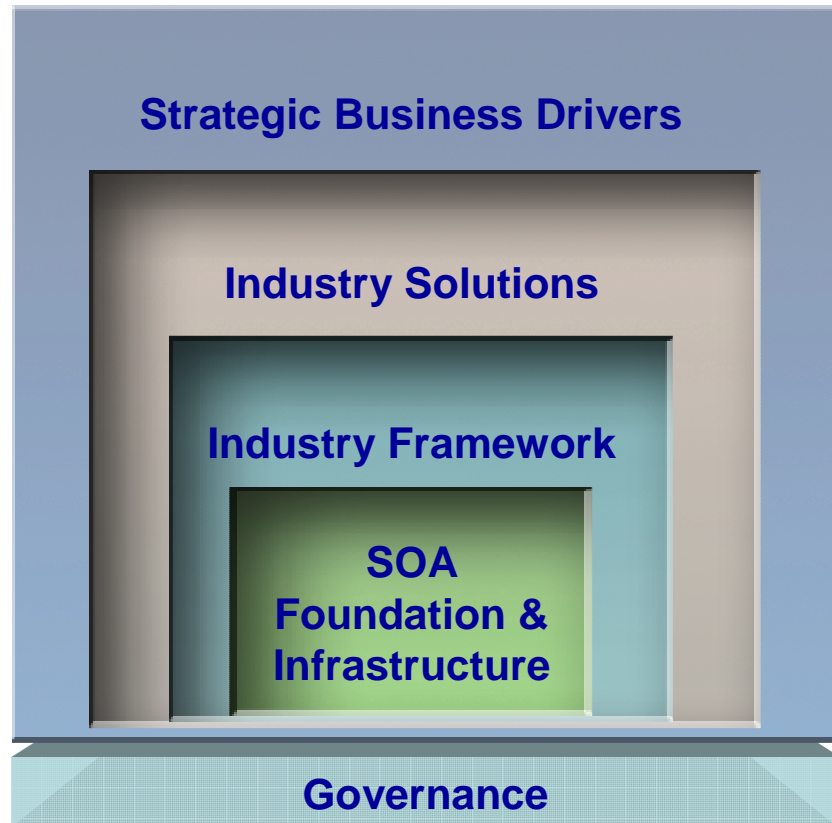 Strategic Business Drivers
Industry Solutions
Industry Framework
SOA
Foundation &
Infrastructure
Governance